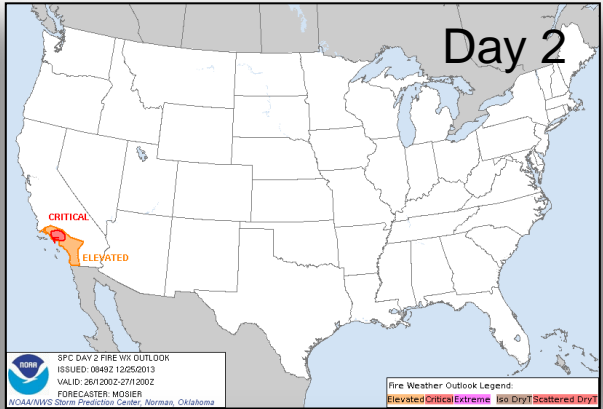 Day 2
CRITICAL
ELEVATED
NOAA
SPC DAY 2 FIRE WX OUTLOOK
ISSUED: 0849Z 12/25/2013
VALID: 26/1200Z-27/1200Z
FORECASTER: MOSIER
NOAA/NWS Storm Prediction Center, Norman, Oklahoma
Fire Weather Outlook Legend:
Elevated Critical Extreme Iso DryT Scattered DryT